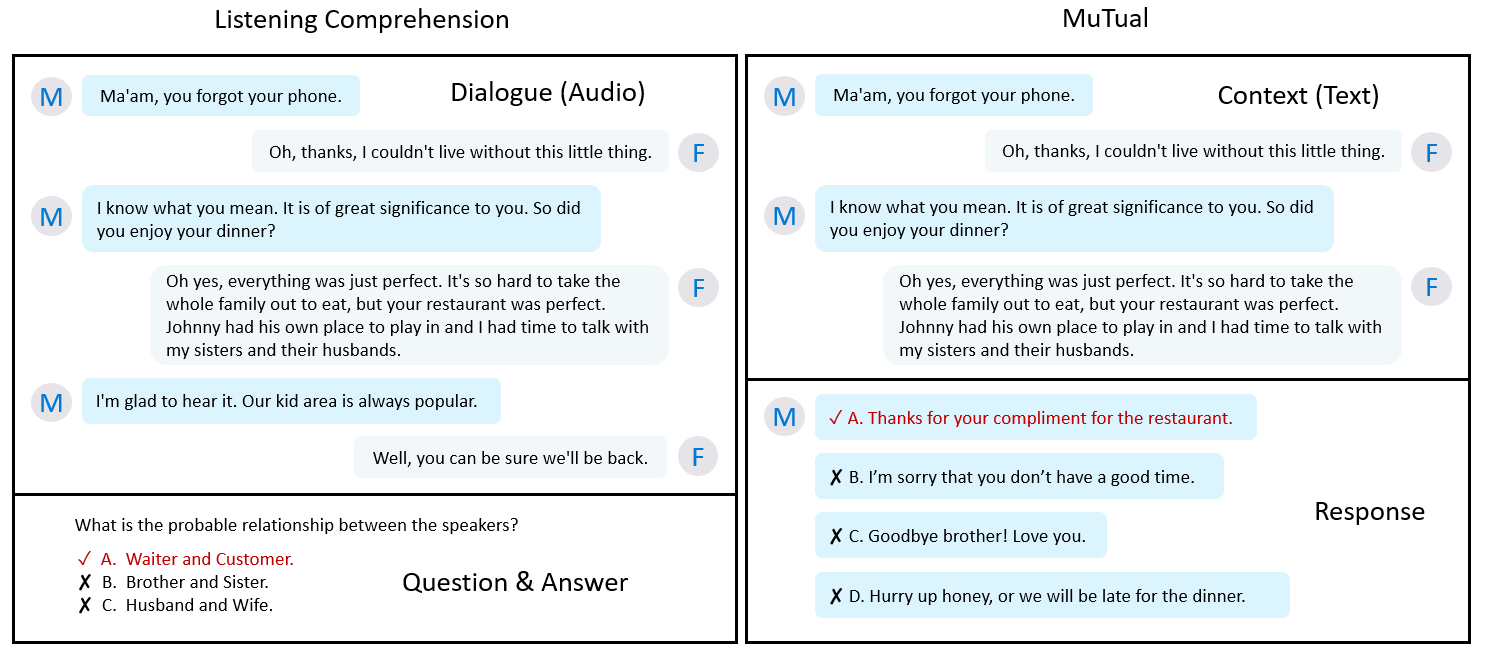 Listening Comprehension
M
Ma'am, you forgot your phone.
Dialogue (Audio)
Oh, thanks, I couldn't live without this little thing.
F
M
I know what you mean. It is of great significance to you. So did
you enjoy your dinner?
Oh yes, everything was just perfect. It's so hard to take the
whole family out to eat, but your restaurant was perfect.
Johnny had his own place to play in and I had time to talk with
my sisters and their husbands.
F
M
I'm glad to hear it. Our kid area is always popular.
Well, you can be sure we'll be back.
F
What is the probable relationship between the speakers?
✓ A. Waiter and Customer.
✗ B. Brother and Sister.
✗ C. Husband and Wife.
Question & Answer
MuTual
M
Ma'am, you forgot your phone.
Context (Text)
Oh, thanks, I couldn't live without this little thing.
F
M
I know what you mean. It is of great significance to you. So did
you enjoy your dinner?
Oh yes, everything was just perfect. It's so hard to take the
whole family out to eat, but your restaurant was perfect.
Johnny had his own place to play in and I had time to talk with
my sisters and their husbands.
F
M
✓ A. Thanks for your compliment for the restaurant.
✗ B. I’m sorry that you don’t have a good time.
✗ C. Goodbye brother! Love you.
✗ D. Hurry up honey, or we will be late for the dinner.
Response